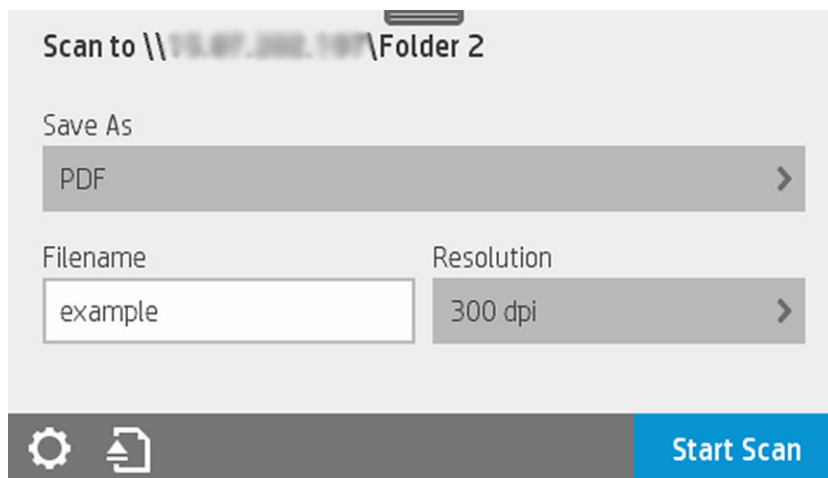 Scan to \\ \Folder 2
Save As
PDF
Filename
Resolution
example
300 dpi
Start Scan